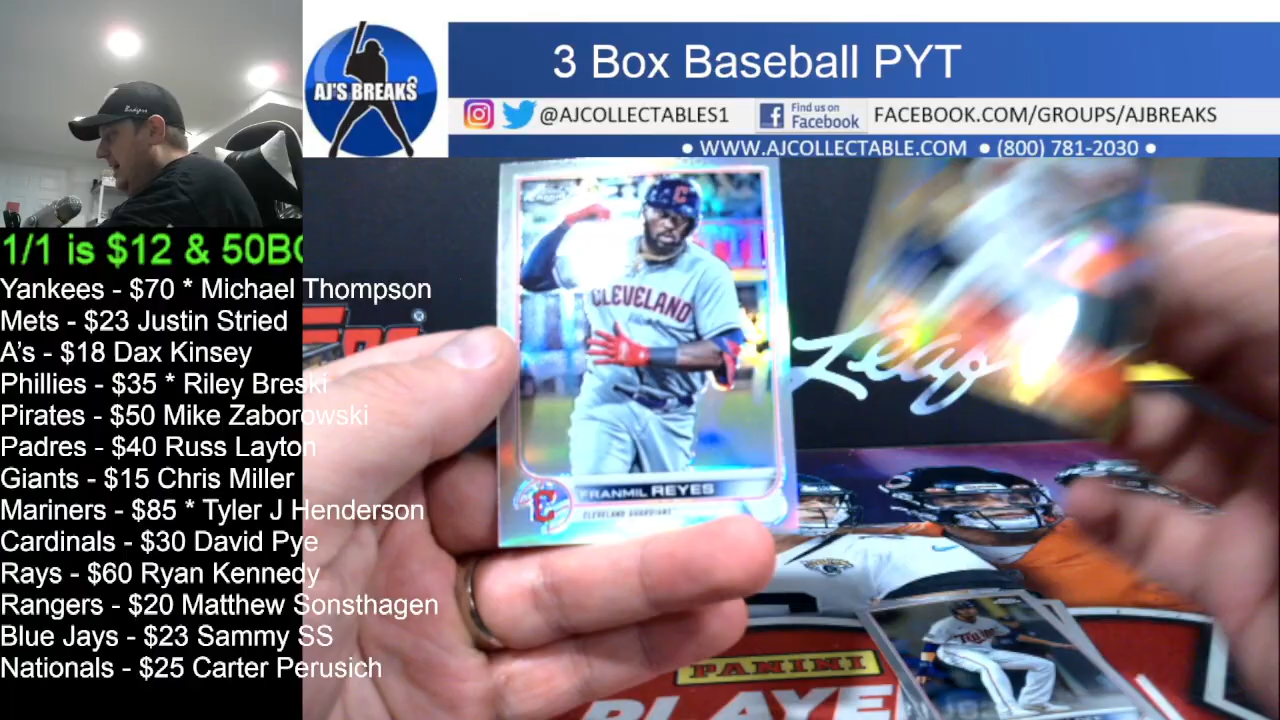 3 Box Baseball PYT
AJ'S BREAKS
@AJCOLLECTABLES1
Find us on
Facebook
FACEBOOK.COM/GROUPS/AJBREAKS
• WWW.AJCOLLECTABLE.COM • (800) 781-2030 •
1/1 is $12 & 50BO
Yankees - $70 * Michael Thompson
Mets - $23 Justin Stried
A's - $18 Dax Kinsey
Phillies - $35 * Riley Breski
Pirates - $50 Mike Zaborowski
Padres - $40 Russ Layton
Giants - $15 Chris Miller
Mariners - $85 * Tyler J Henderson
Cardinals - $30 David Pye
Rays - $60 Ryan Kennedy
Rangers - $20 Matthew Sonsthagen
Blue Jays - $23 Sammy SS
Nationals - $25 Carter Perusich
CLEVELAND
FRANMIL REYES
CLEVELAND GUARDIANS
Leaf
Twins
PANINI
PLAYE